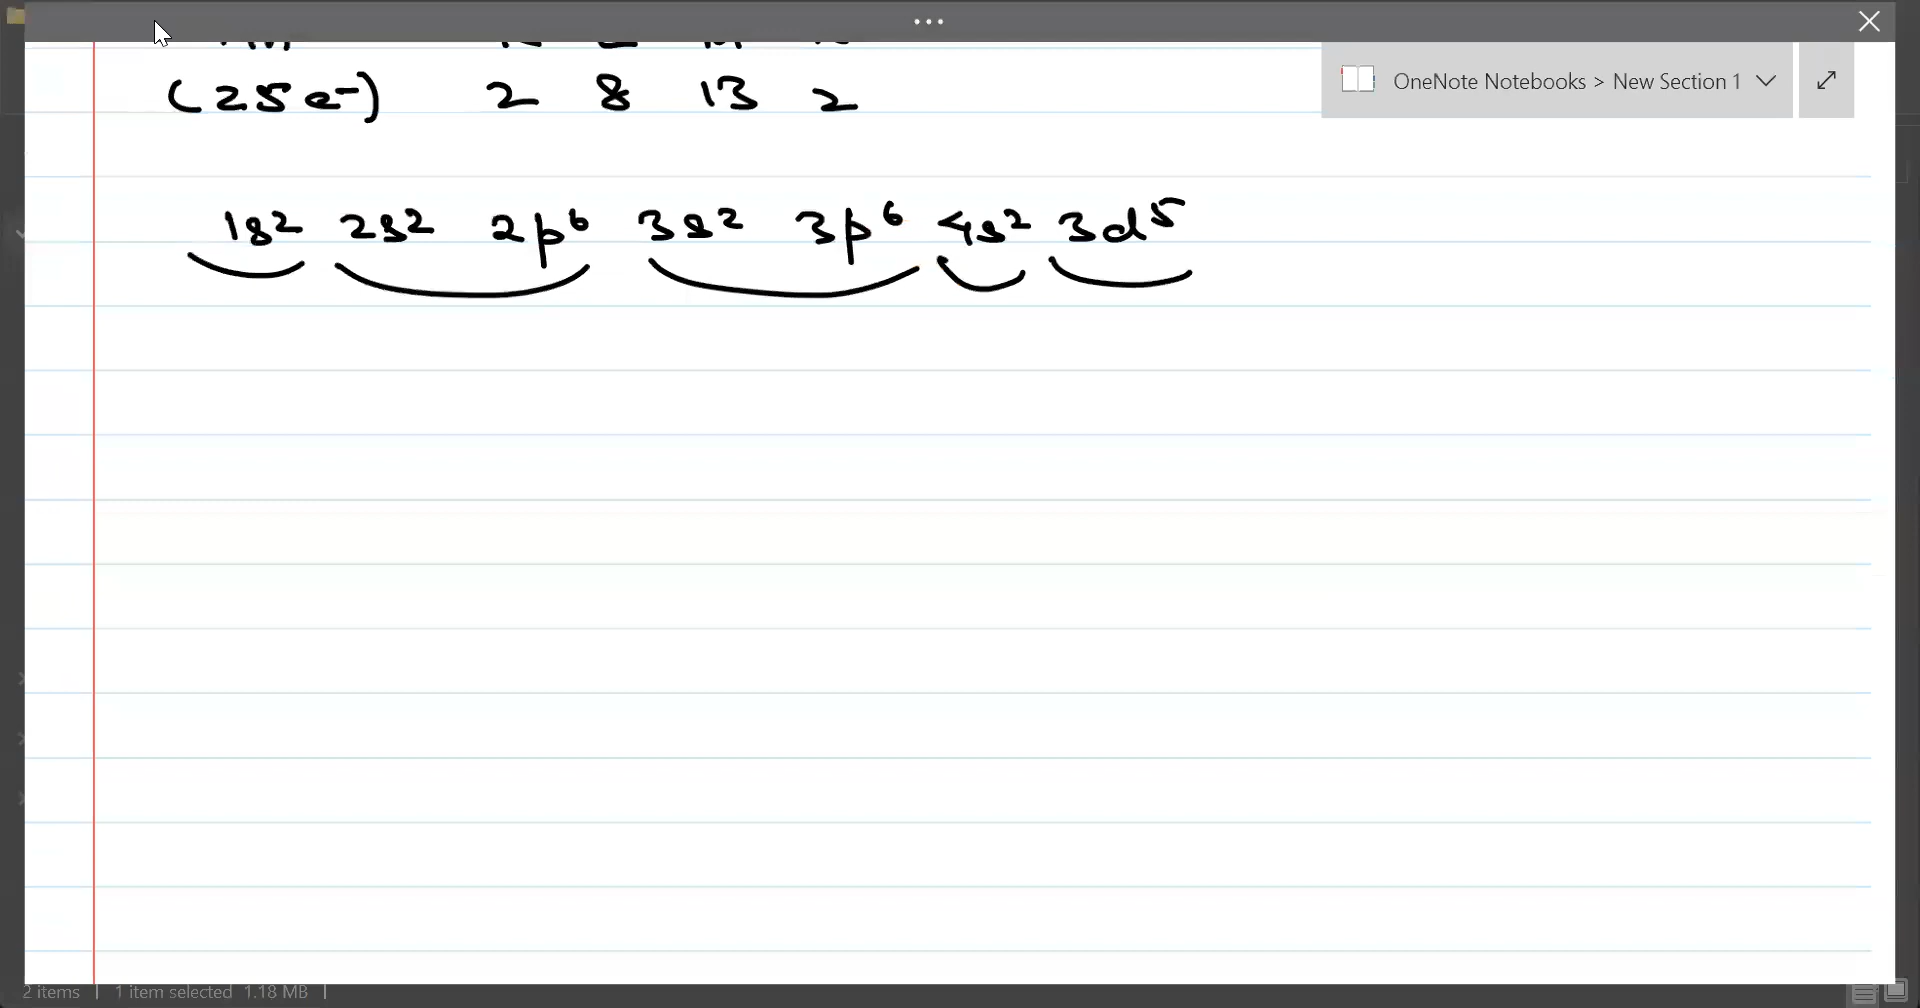 OneNote Notebooks > New Section 1
(25e⁻) 2 8 13 2
1s² 2s² 2p⁶ 3s² 3p⁶ 4s² 3d⁵
2 items | 1 item selected 1.18 MB |